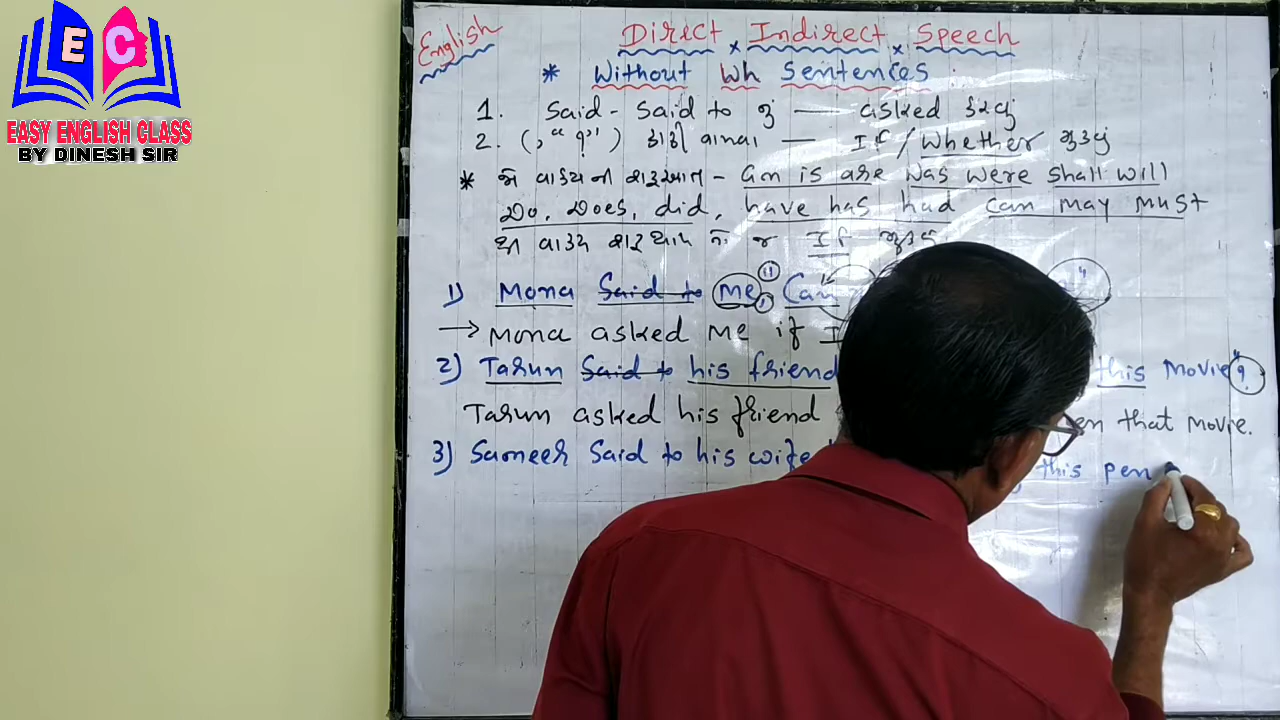 EC
EASY ENGLISH CLASS
BY DINESH SIR
English
Direct x Indirect x Speech
* Without Wh Sentences
1. Said - Said to નું — asked કરવું
2. (, “ ? ”) કાઢી નાખવા — If / Whether મુકવું
* જે વાક્યની શરૂઆત - am is are was were shall will
Do, Does, did, have has had can may must
થી If
1) Mona Said to me Can "
→ Mona asked me if I
2) Tarun Said to his friend this movie ?"
Tarun asked his friend en that movie.
3) Sameer Said to his wife this pen